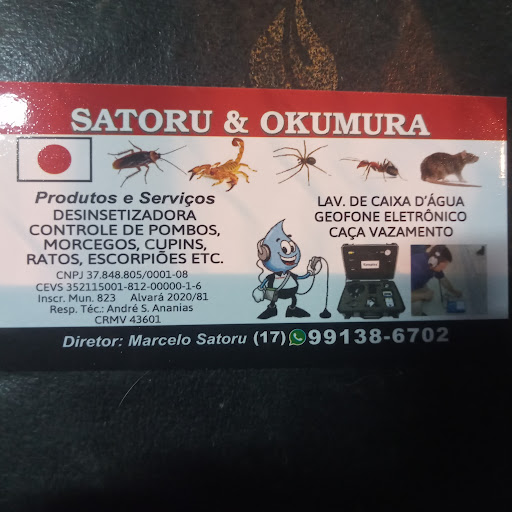 SATORU & OKUMURA
Produtos e Serviços
DESINSETIZADORA
CONTROLE DE POMBOS,
MORCEGOS, CUPINS,
RATOS, ESCORPIÕES ETC.
CNPJ 37.848.805/0001-08
CEVS 352115001-812-00000-1-6
Inscr. Mun. 823 Alvará 2020/81
Resp. Téc.: André S. Ananias
CRMV 43601
LAV. DE CAIXA D'ÁGUA
GEOFONE ELETRÔNICO
CAÇA VAZAMENTO
Diretor: Marcelo Satoru (17) 99138-6702